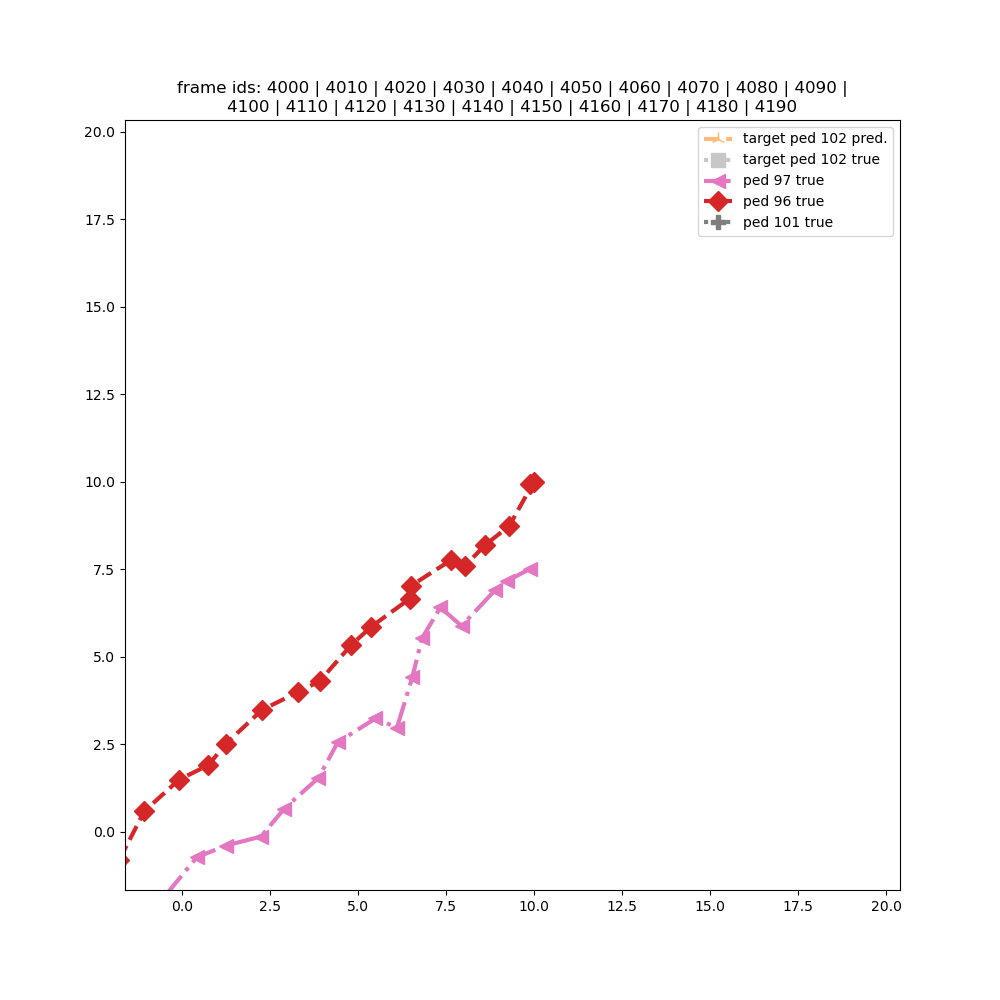 frame ids: 4000 | 4010 | 4020 | 4030 | 4040 | 4050 | 4060 | 4070 | 4080 | 4090 |
4100 | 4110 | 4120 | 4130 | 4140 | 4150 | 4160 | 4170 | 4180 | 4190
target ped 102 pred.
target ped 102 true
ped 97 true
ped 96 true
ped 101 true
20.0
17.5
15.0
12.5
10.0
7.5
5.0
2.5
0.0
0.0 2.5 5.0 7.5 10.0 12.5 15.0 17.5 20.0